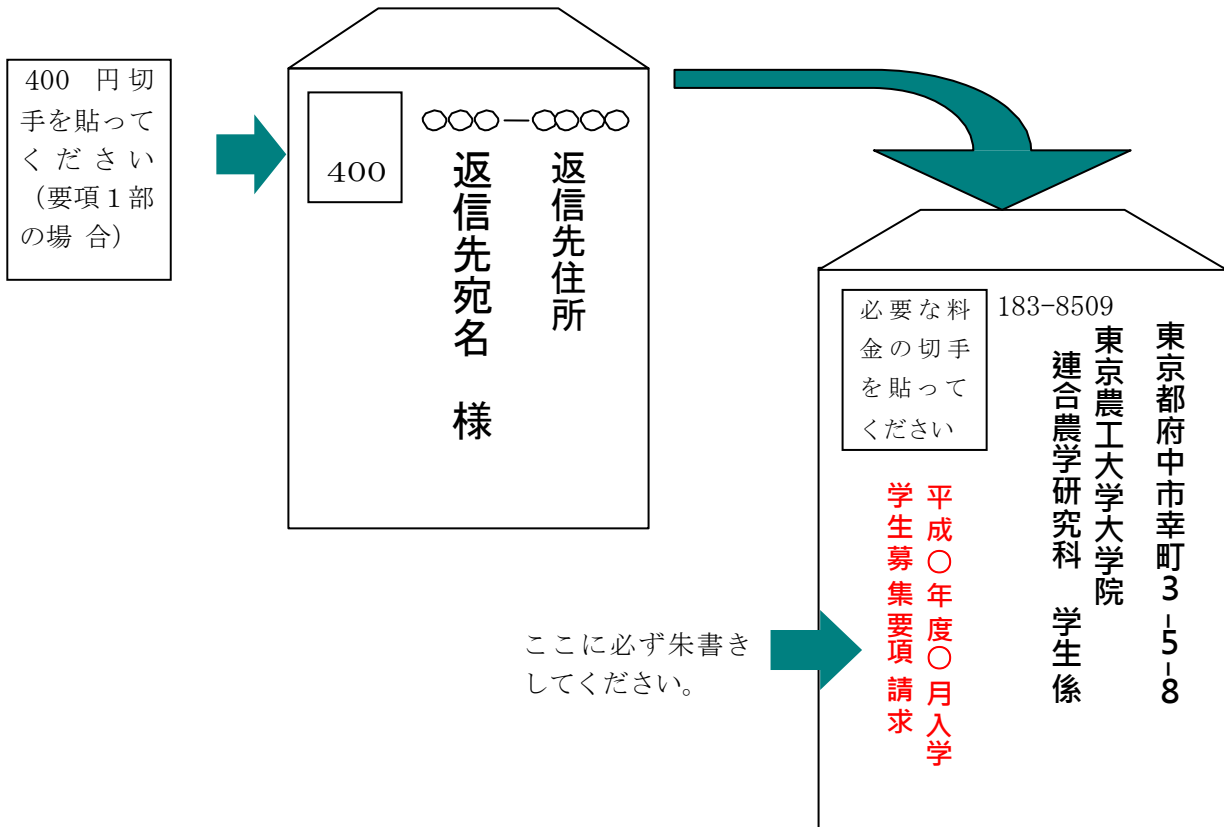 400 円切
手を貼って
ください
（要項１部
の場 合）
400
○○○―○○○○
返信先住所
返信先宛名　様
必要な料
金の切手
を貼って
ください
183-8509
東京都府中市幸町３-５-８
東京農工大学大学院
連合農学研究科　学生係
平成○年度○月入学
学生募集要項請求
ここに必ず朱書き
してください。